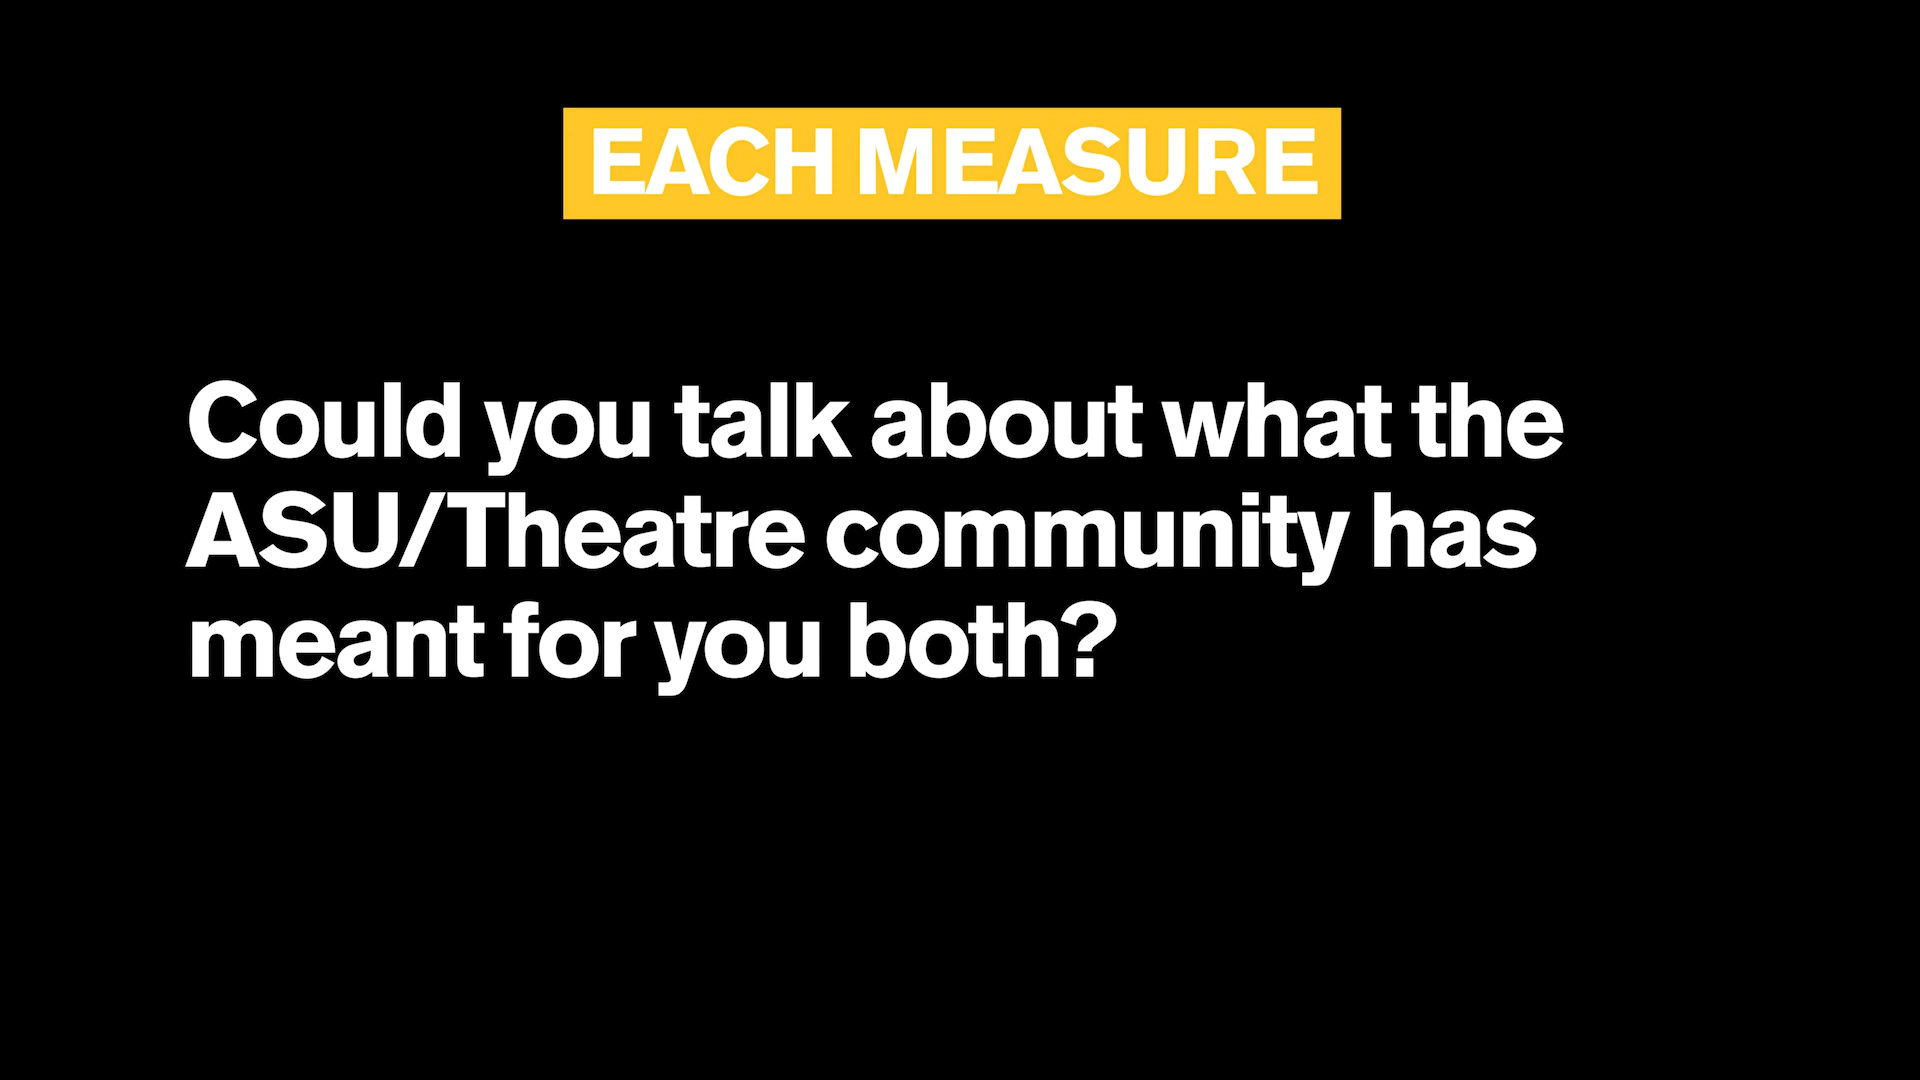 EACH MEASURE
Could you talk about what the
ASU/Theatre community has
meant for you both?